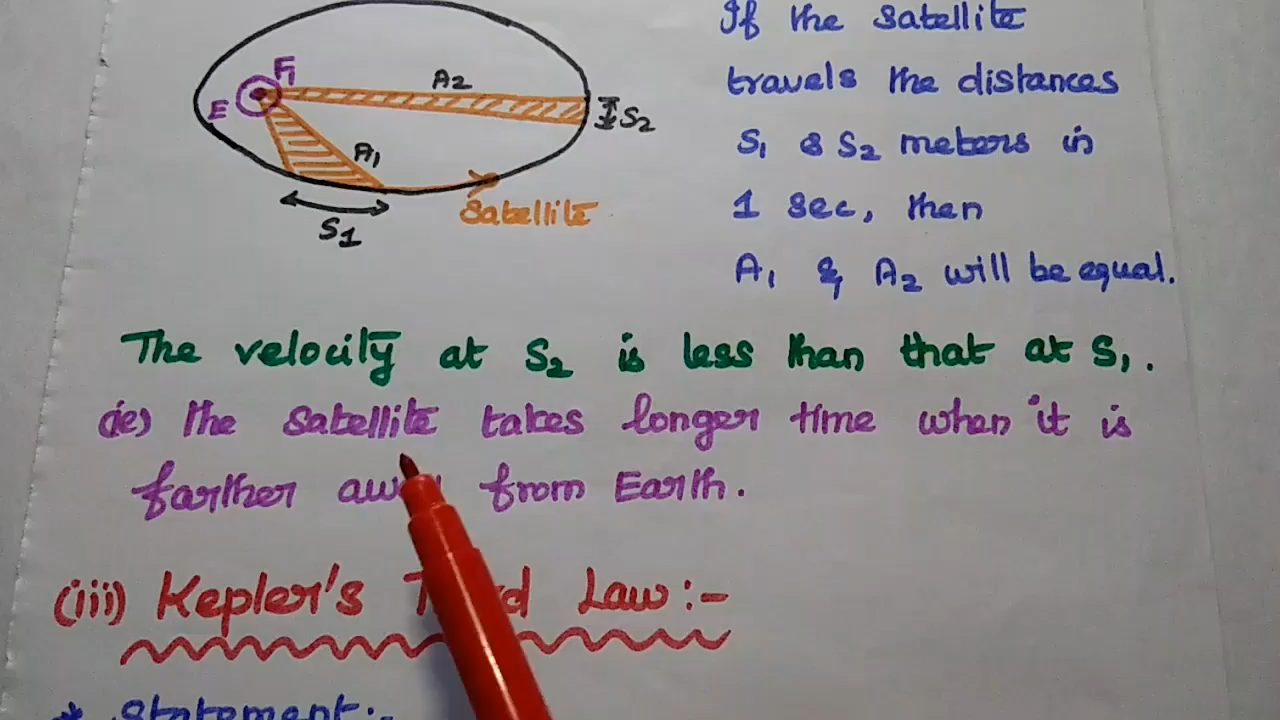 F1
E
A2
S2
A1
S1
Satellite
If the satellite
travels the distances
S1 & S2 meters in
1 sec, then
A1 & A2 will be equal.
The velocity at S2 is less than that at S1.
(ie) the satellite takes longer time when it is
farther from Earth.
(iii) Kepler's Law:-
* Statement:-